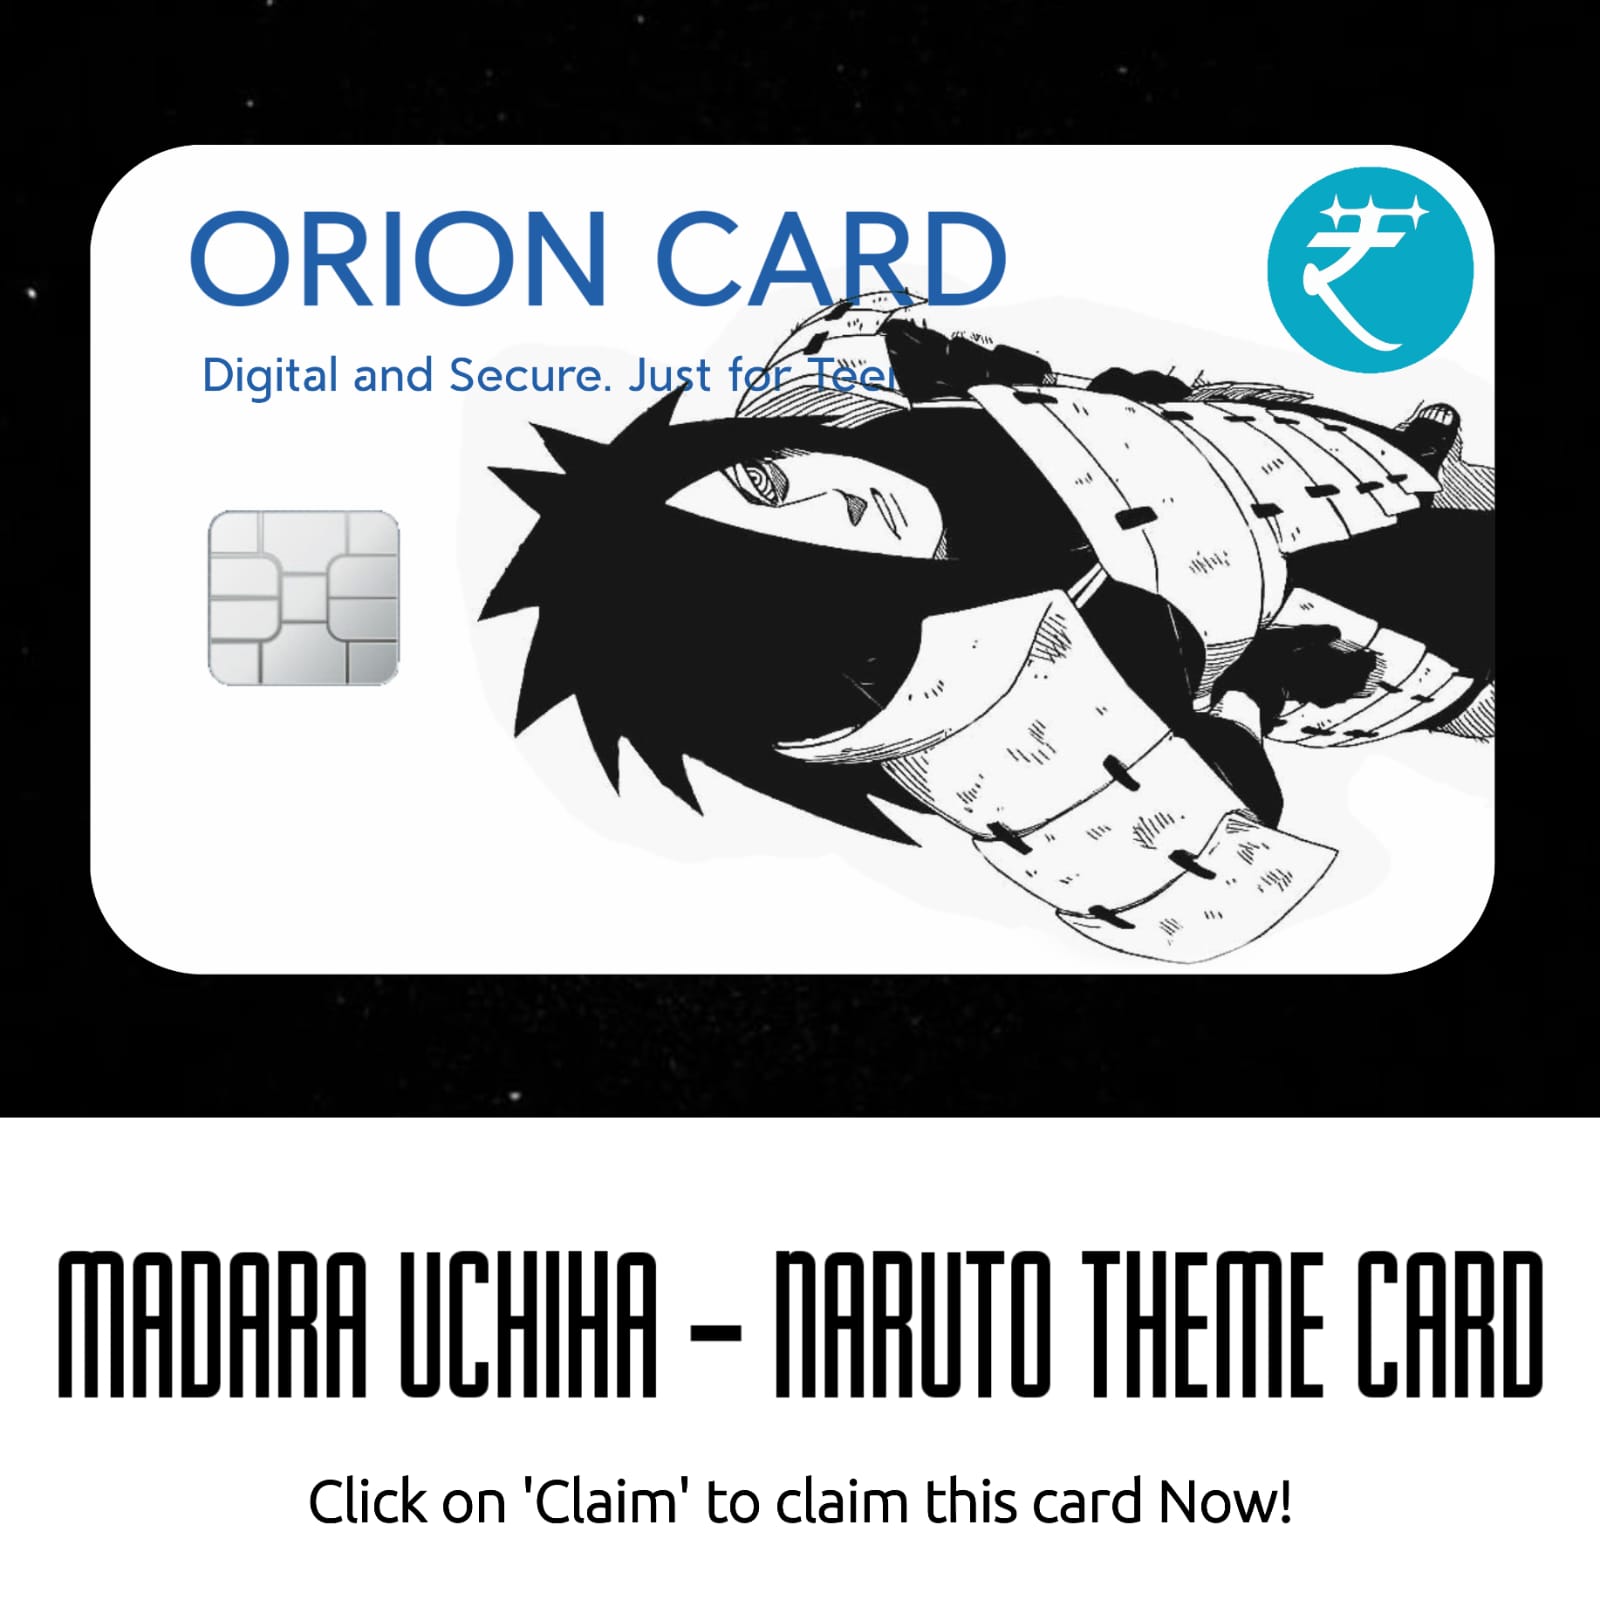 ORION CARD
Digital and Secure. Just for
MADARA UCHIHA - NARUTO THEME CARD
Click on 'Claim' to claim this card Now!